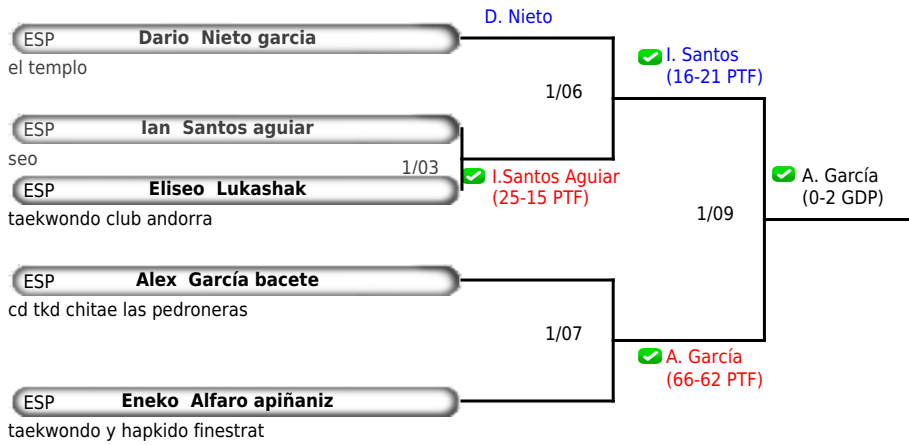 D. Nieto
ESP Dario Nieto garcia
el templo
I. Santos
(16-21 PTF)
1/06
ESP Ian Santos aguiar
seo
1/03
I.Santos Aguiar
(25-15 PTF)
ESP Eliseo Lukashak
taekwondo club andorra
A. García
(0-2 GDP)
1/09
ESP Alex García bacete
cd tkd chitae las pedroneras
1/07
A. García
(66-62 PTF)
ESP Eneko Alfaro apiñaniz
taekwondo y hapkido finestrat